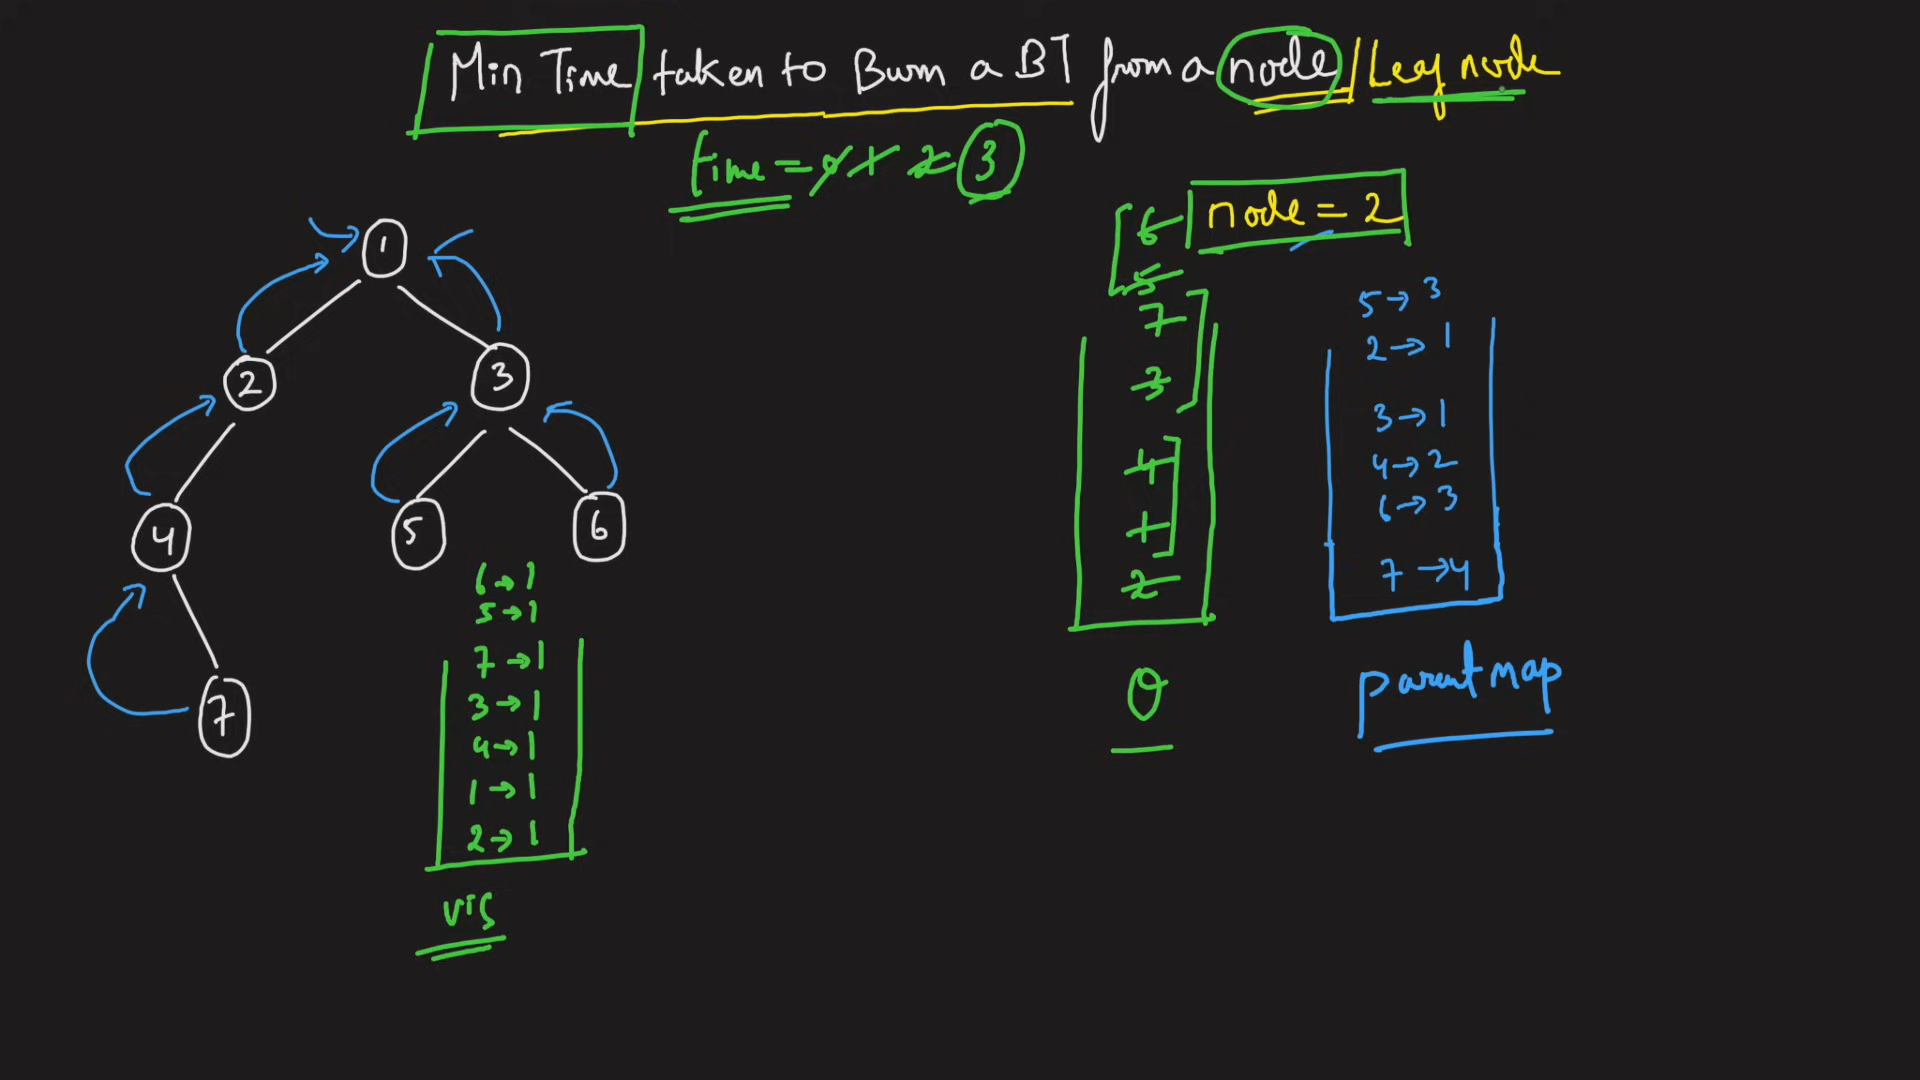 Min Time taken to Burn a BT from a node / Leaf node
time = 0 1 2 3
node = 2
1
2
3
4
5
6
7
6 → 1
5 → 1
7 → 1
3 → 1
4 → 1
1 → 1
2 → 1
vis
6
5
7
3
4
1
2
Q
5 → 3
2 → 1
3 → 1
4 → 2
6 → 3
7 → 4
parent map